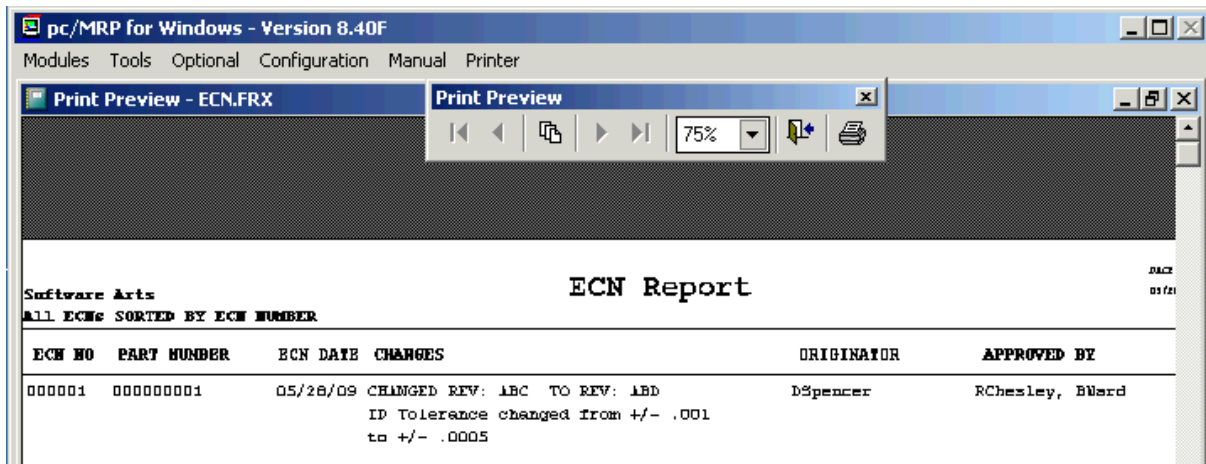 pc/MRP for Windows - Version 8.40F
Modules Tools Optional Configuration Manual Printer
Print Preview - ECN.FRX
Print Preview
75%
ECN Report
Software Arts
All ECNs SORTED BY ECN NUMBER
ECN NO PART NUMBER ECN DATE CHANGES ORIGINATOR APPROVED BY
000001 000000001 05/28/09 CHANGED REV: ABC TO REV: ABD DSpencer RChesley, BWard
ID Tolerance changed from +/- .001
to +/- .0005